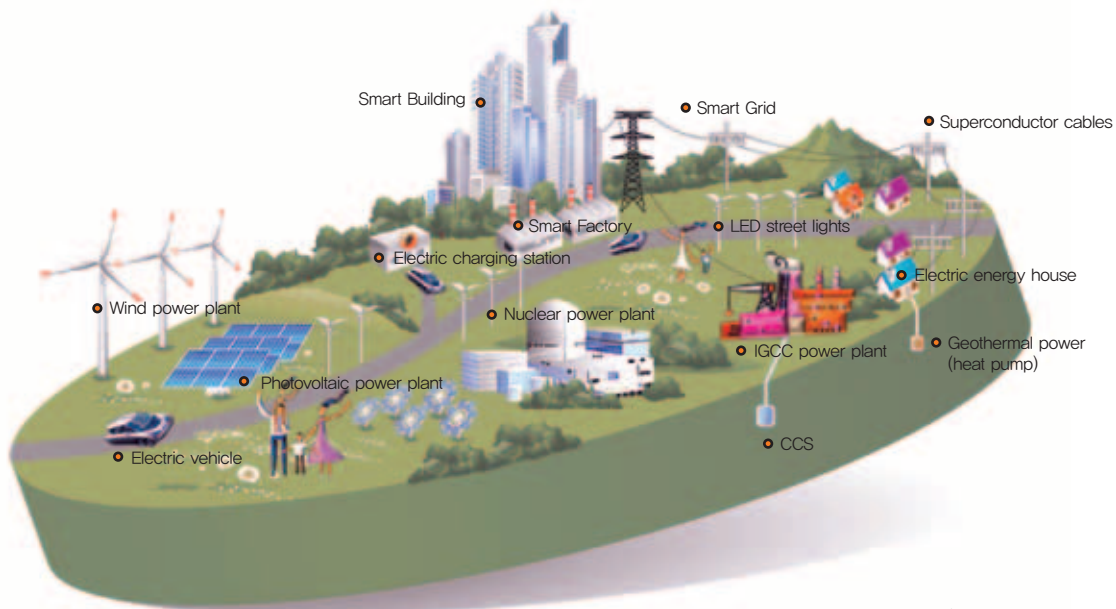 Smart Building
Smart Grid
Superconductor cables
Smart Factory
LED street lights
Electric charging station
Electric energy house
Wind power plant
Nuclear power plant
IGCC power plant
Geothermal power
(heat pump)
Photovoltaic power plant
CCS
Electric vehicle